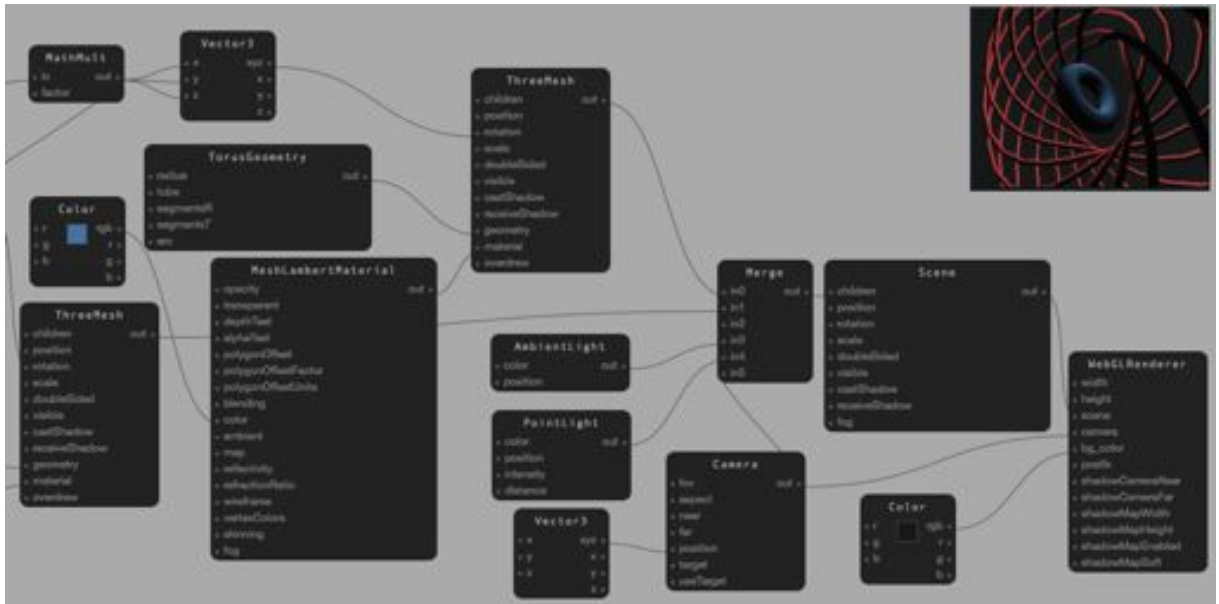 MathMult
in out
factor
Vector3
x xyz
y x
z y
z
ThreeMesh
children out
position
rotation
scale
doubleSided
visible
castShadow
receiveShadow
geometry
material
overdraw
TorusGeometry
radius out
tube
segmentsR
segmentsT
arc
Color
r rgb
g r
b g
b
MeshLambertMaterial
opacity out
transparent
depthTest
alphaTest
polygonOffset
polygonOffsetFactor
polygonOffsetUnits
blending
color
ambient
map
reflectivity
refractionRatio
wireframe
vertexColors
skinning
fog
ThreeMesh
children out
position
rotation
scale
doubleSided
visible
castShadow
receiveShadow
geometry
material
overdraw
Merge
in0 out
in1
in2
in3
in4
in5
Scene
children out
position
rotation
scale
doubleSided
visible
castShadow
receiveShadow
fog
AmbientLight
color out
position
PointLight
color out
position
intensity
distance
WebGLRenderer
width
height
scene
camera
bg_color
postfx
shadowCameraNear
shadowCameraFar
shadowMapWidth
shadowMapHeight
shadowMapEnabled
shadowMapSoft
Camera
fov out
aspect
near
far
position
target
useTarget
Vector3
x xyz
y x
z y
z
Color
r rgb
g r
b g
b